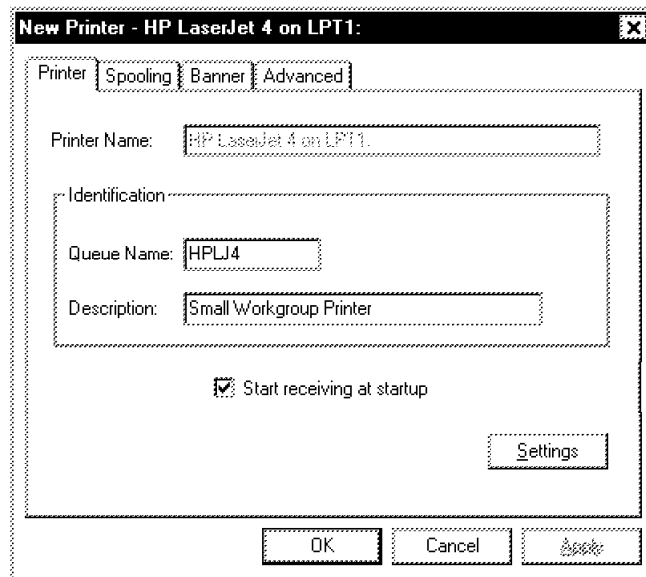 New Printer - HP LaserJet 4 on LPT1:
Printer Spooling Banner Advanced
Printer Name: HP LaserJet 4 on LPT1:
Identification
Queue Name: HPLJ4
Description: Small Workgroup Printer
Start receiving at startup
Settings
OK Cancel Apply